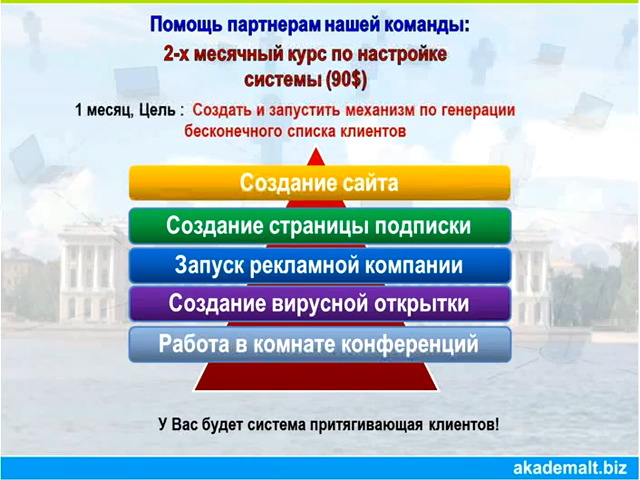 Помощь партнерам нашей команды:
2-х месячный курс по настройке
системы (90$)
1 месяц, Цель : Создать и запустить механизм по генерации
бесконечного списка клиентов
Создание сайта
Создание страницы подписки
Запуск рекламной компании
Создание вирусной открытки
Работа в комнате конференций
У Вас будет система притягивающая клиентов!
akademalt.biz